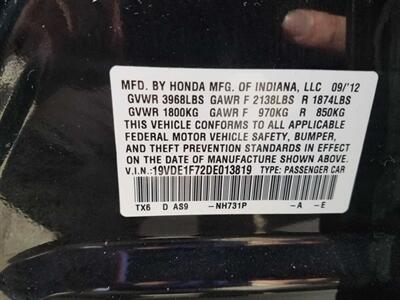 MFD. BY HONDA MFG. OF INDIANA, LLC 09/'12
GVWR 3968LBS GAWR F 2138LBS R 1874LBS
GVWR 1800KG GAWR F 970KG R 850KG
THIS VEHICLE CONFORMS TO ALL APPLICABLE
FEDERAL MOTOR VEHICLE SAFETY, BUMPER,
AND THEFT PREVENTION STANDARDS IN EFFECT
ON THE DATE OF MANUFACTURE SHOWN ABOVE.
V.I.N.:19VDE1F72DE013819 TYPE: PASSENGER CAR
TX6 D AS9 -NH731P -A -E